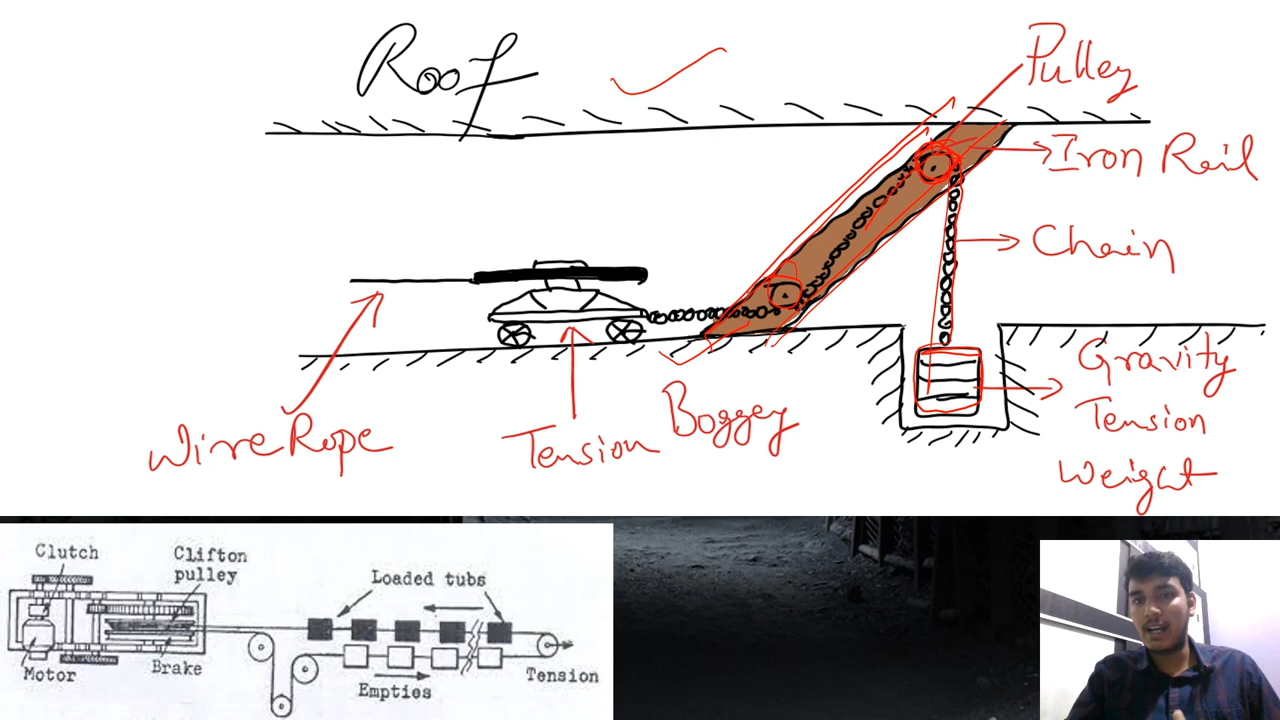 Roof
Pulley
Iron Rail
Chain
Gravity
Tension
Weight
Wire Rope
Tension Boggey
Clutch
Clifton
pulley
Loaded tubs
Motor
Brake
Empties
Tension